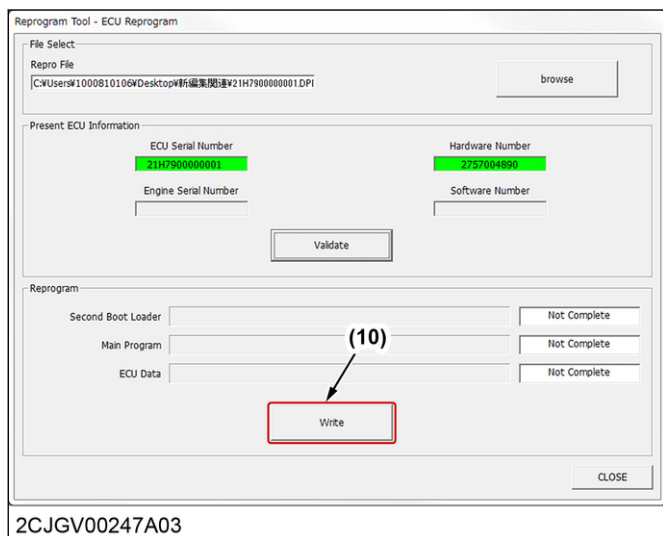 Reprogram Tool - ECU Reprogram
File Select
Repro File
C:¥Users¥1000810106¥Desktop¥新編集関連¥21H7900000001.DPI
browse
Present ECU Information
ECU Serial Number
Hardware Number
21H7900000001
2757004890
Engine Serial Number
Software Number
Validate
Reprogram
Second Boot Loader
Not Complete
(10)
Main Program
Not Complete
ECU Data
Not Complete
Write
CLOSE
2CJGV00247A03